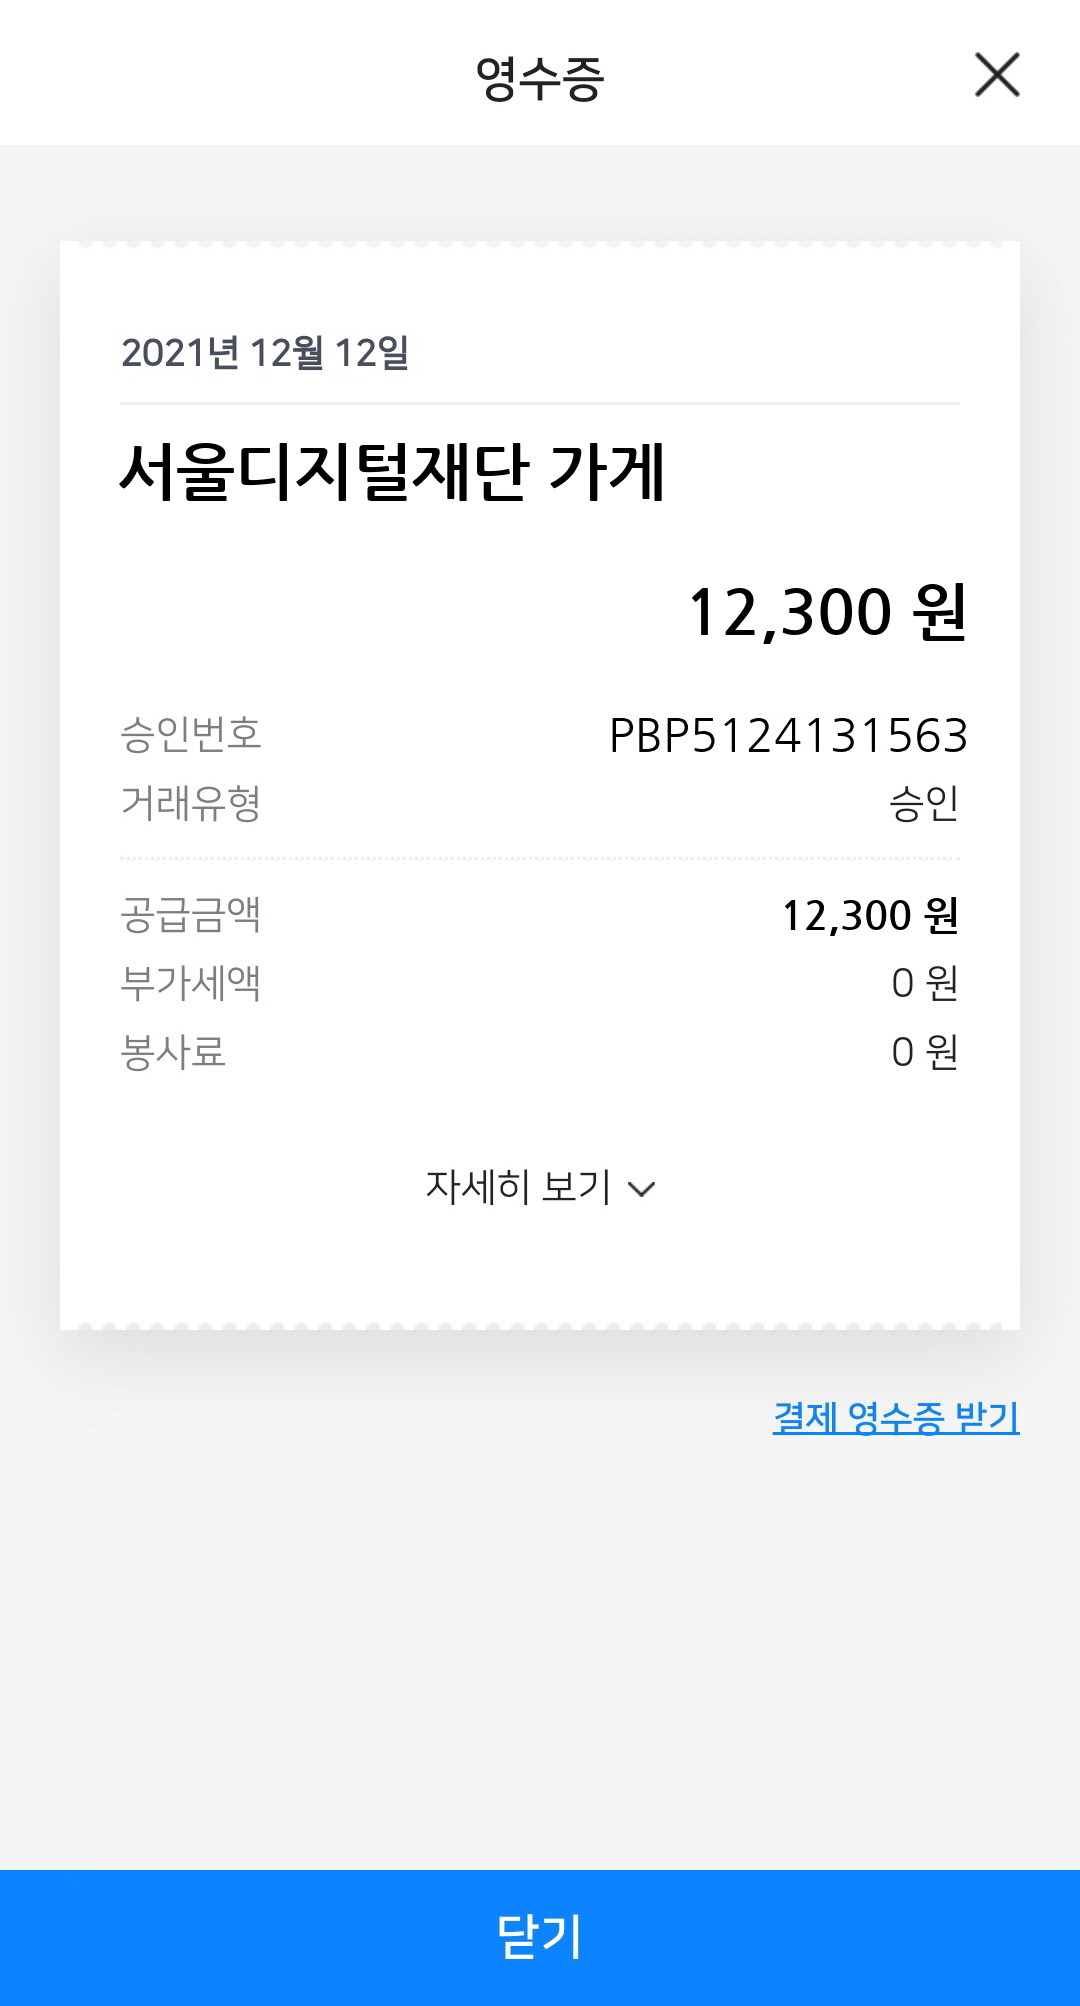 영수증
2021년 12월 12일
서울디지털재단 가게
12,300 원
승인번호 PBP5124131563
거래유형 승인
공급금액 12,300 원
부가세액 0 원
봉사료 0 원
자세히 보기
결제 영수증 받기
닫기